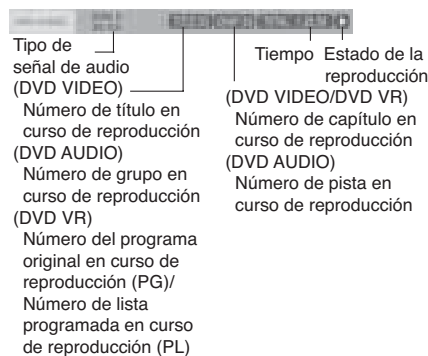 Tipo de
señal de audio
(DVD VIDEO)
Número de título en
curso de reproducción
(DVD AUDIO)
Número de grupo en
curso de reproducción
(DVD VR)
Número del programa
original en curso de
reproducción (PG)/
Número de lista
programada en curso
de reproducción (PL)
Tiempo
Estado de la
reproducción
(DVD VIDEO/DVD VR)
Número de capítulo en
curso de reproducción
(DVD AUDIO)
Número de pista en
curso de reproducción